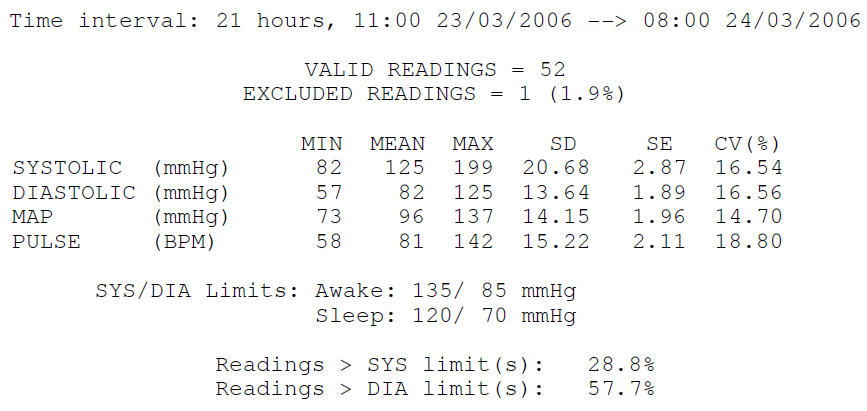 Time interval: 21 hours, 11:00 23/03/2006 --> 08:00 24/03/2006
VALID READINGS = 52
EXCLUDED READINGS = 1 (1.9%)
MIN MEAN MAX SD SE CV(%)
SYSTOLIC (mmHg) 82 125 199 20.68 2.87 16.54
DIASTOLIC (mmHg) 57 82 125 13.64 1.89 16.56
MAP (mmHg) 73 96 137 14.15 1.96 14.70
PULSE (BPM) 58 81 142 15.22 2.11 18.80
SYS/DIA Limits: Awake: 135/ 85 mmHg
Sleep: 120/ 70 mmHg
Readings > SYS limit(s): 28.8%
Readings > DIA limit(s): 57.7%